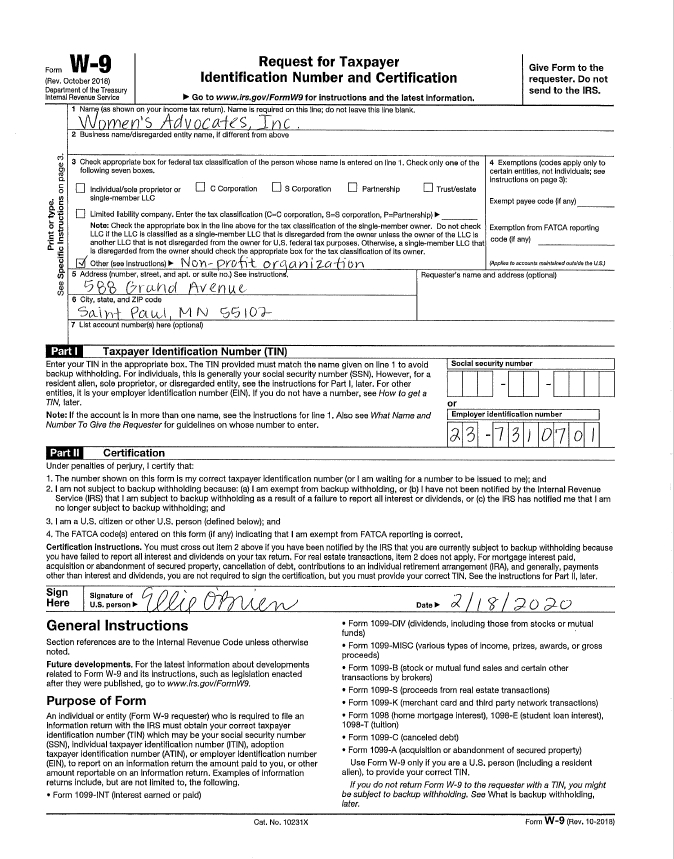 Form W-9
(Rev. October 2018)
Department of the Treasury
Internal Revenue Service
Request for Taxpayer
Identification Number and Certification
▶ Go to www.irs.gov/FormW9 for instructions and the latest information.
Give Form to the
requester. Do not
send to the IRS.
Print or type.
See Specific Instructions on page 3.
1 Name (as shown on your income tax return). Name is required on this line; do not leave this line blank.
Women's Advocates, Inc.
2 Business name/disregarded entity name, if different from above
3 Check appropriate box for federal tax classification of the person whose name is entered on line 1. Check only one of the
following seven boxes.
Individual/sole proprietor or
single-member LLC
C Corporation
S Corporation
Partnership
Trust/estate
Limited liability company. Enter the tax classification (C=C corporation, S=S corporation, P=Partnership) ▶
Note: Check the appropriate box in the line above for the tax classification of the single-member owner. Do not check
LLC if the LLC is classified as a single-member LLC that is disregarded from the owner unless the owner of the LLC is
another LLC that is not disregarded from the owner for U.S. federal tax purposes. Otherwise, a single-member LLC that
is disregarded from the owner should check the appropriate box for the tax classification of its owner.
Other (see instructions) ▶ Non-profit organization
4 Exemptions (codes apply only to
certain entities, not individuals; see
instructions on page 3):
Exempt payee code (if any)
Exemption from FATCA reporting
code (if any)
(Applies to accounts maintained outside the U.S.)
5 Address (number, street, and apt. or suite no.) See instructions.
588 Grand Avenue
Requester's name and address (optional)
6 City, state, and ZIP code
Saint Paul, MN 55102
7 List account number(s) here (optional)
Part I Taxpayer Identification Number (TIN)
Enter your TIN in the appropriate box. The TIN provided must match the name given on line 1 to avoid
backup withholding. For individuals, this is generally your social security number (SSN). However, for a
resident alien, sole proprietor, or disregarded entity, see the instructions for Part I, later. For other
entities, it is your employer identification number (EIN). If you do not have a number, see How to get a
TIN, later.
Note: If the account is in more than one name, see the instructions for line 1. Also see What Name and
Number To Give the Requester for guidelines on whose number to enter.
Social security number
- -
or
Employer identification number
23-7310701
Part II Certification
Under penalties of perjury, I certify that:
1. The number shown on this form is my correct taxpayer identification number (or I am waiting for a number to be issued to me); and
2. I am not subject to backup withholding because: (a) I am exempt from backup withholding, or (b) I have not been notified by the Internal Revenue
Service (IRS) that I am subject to backup withholding as a result of a failure to report all interest or dividends, or (c) the IRS has notified me that I am
no longer subject to backup withholding; and
3. I am a U.S. citizen or other U.S. person (defined below); and
4. The FATCA code(s) entered on this form (if any) indicating that I am exempt from FATCA reporting is correct.
Certification instructions. You must cross out item 2 above if you have been notified by the IRS that you are currently subject to backup withholding because
you have failed to report all interest and dividends on your tax return. For real estate transactions, item 2 does not apply. For mortgage interest paid,
acquisition or abandonment of secured property, cancellation of debt, contributions to an individual retirement arrangement (IRA), and generally, payments
other than interest and dividends, you are not required to sign the certification, but you must provide your correct TIN. See the instructions for Part II, later.
Sign
Here
Signature of
U.S. person ▶ Ellie O'Brien
Date ▶ 2/18/2020
General Instructions
Section references are to the Internal Revenue Code unless otherwise
noted.
Future developments. For the latest information about developments
related to Form W-9 and its instructions, such as legislation enacted
after they were published, go to www.irs.gov/FormW9.
Purpose of Form
An individual or entity (Form W-9 requester) who is required to file an
information return with the IRS must obtain your correct taxpayer
identification number (TIN) which may be your social security number
(SSN), individual taxpayer identification number (ITIN), adoption
taxpayer identification number (ATIN), or employer identification number
(EIN), to report on an information return the amount paid to you, or other
amount reportable on an information return. Examples of information
returns include, but are not limited to, the following.
• Form 1099-INT (interest earned or paid)
• Form 1099-DIV (dividends, including those from stocks or mutual
funds)
• Form 1099-MISC (various types of income, prizes, awards, or gross
proceeds)
• Form 1099-B (stock or mutual fund sales and certain other
transactions by brokers)
• Form 1099-S (proceeds from real estate transactions)
• Form 1099-K (merchant card and third party network transactions)
• Form 1098 (home mortgage interest), 1098-E (student loan interest),
1098-T (tuition)
• Form 1099-C (canceled debt)
• Form 1099-A (acquisition or abandonment of secured property)
Use Form W-9 only if you are a U.S. person (including a resident
alien), to provide your correct TIN.
If you do not return Form W-9 to the requester with a TIN, you might
be subject to backup withholding. See What is backup withholding,
later.
Cat. No. 10231X
Form W-9 (Rev. 10-2018)